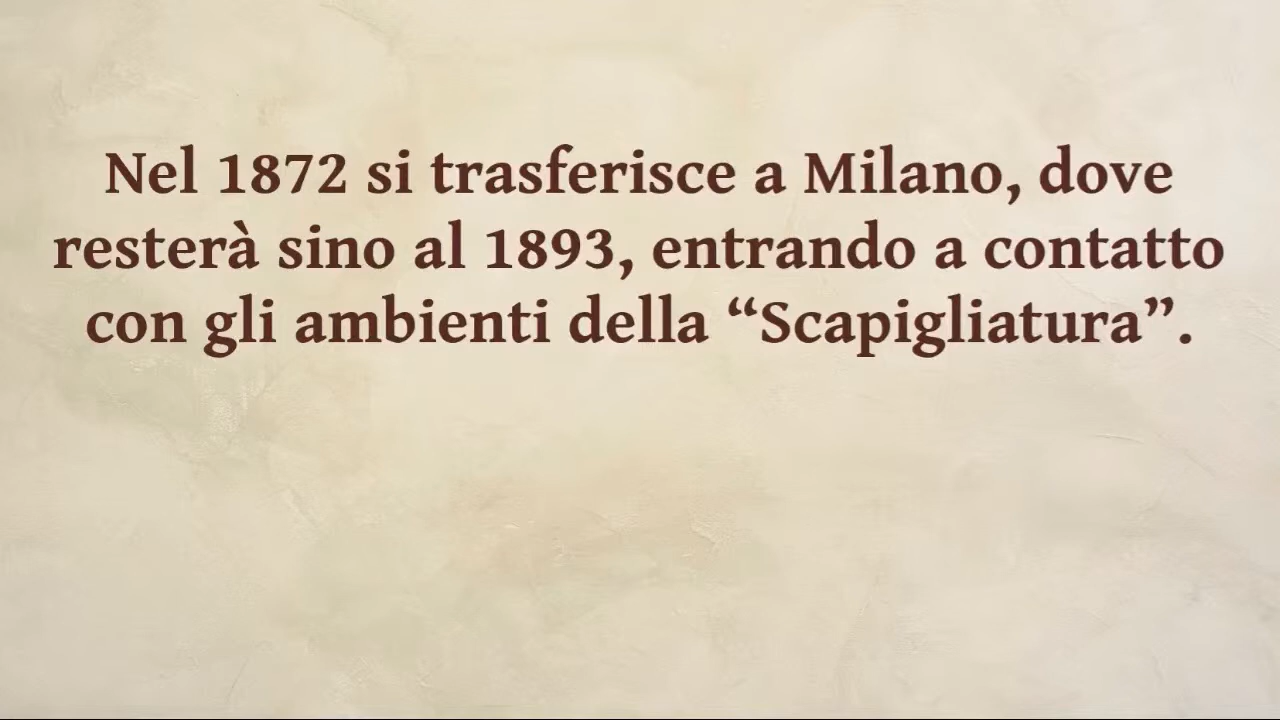 Nel 1872 si trasferisce a Milano, dove
resterà sino al 1893, entrando a contatto
con gli ambienti della “Scapigliatura”.